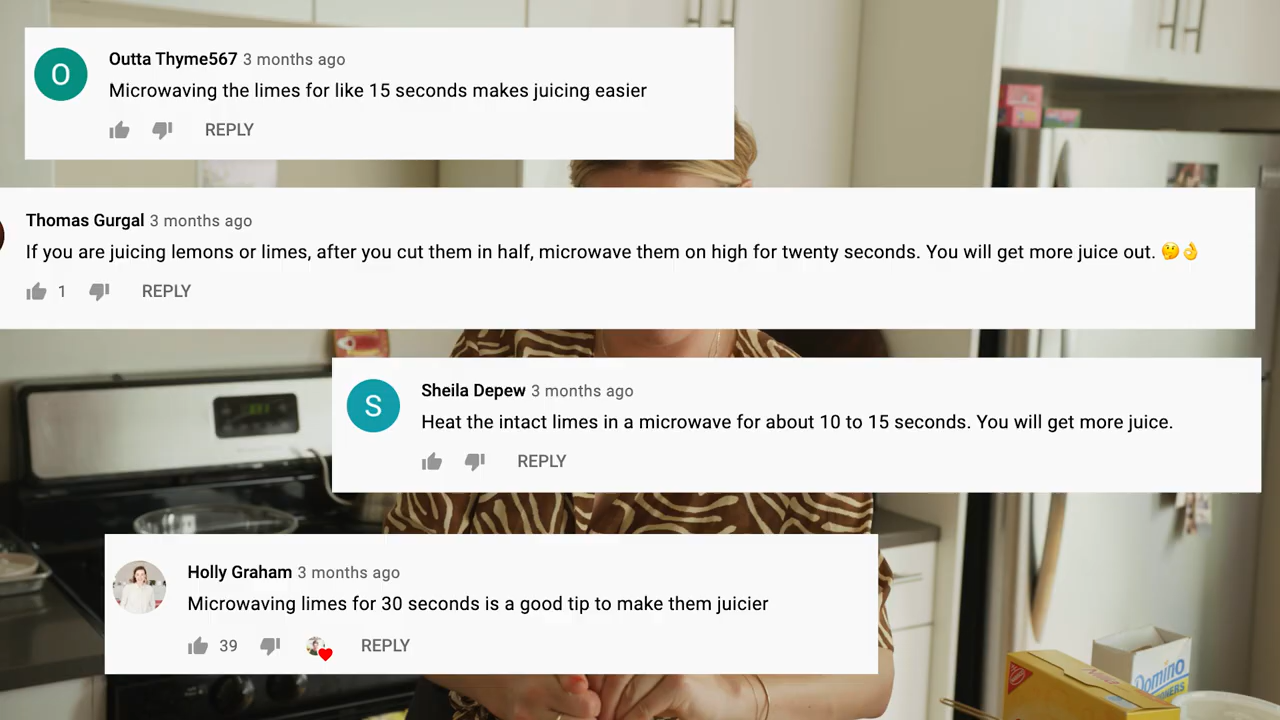 O
Outta Thyme567 3 months ago
Microwaving the limes for like 15 seconds makes juicing easier
REPLY
Thomas Gurgal 3 months ago
If you are juicing lemons or limes, after you cut them in half, microwave them on high for twenty seconds. You will get more juice out. 🤔👌
1
REPLY
S
Sheila Depew 3 months ago
Heat the intact limes in a microwave for about 10 to 15 seconds. You will get more juice.
REPLY
Holly Graham 3 months ago
Microwaving limes for 30 seconds is a good tip to make them juicier
39
REPLY
Domino